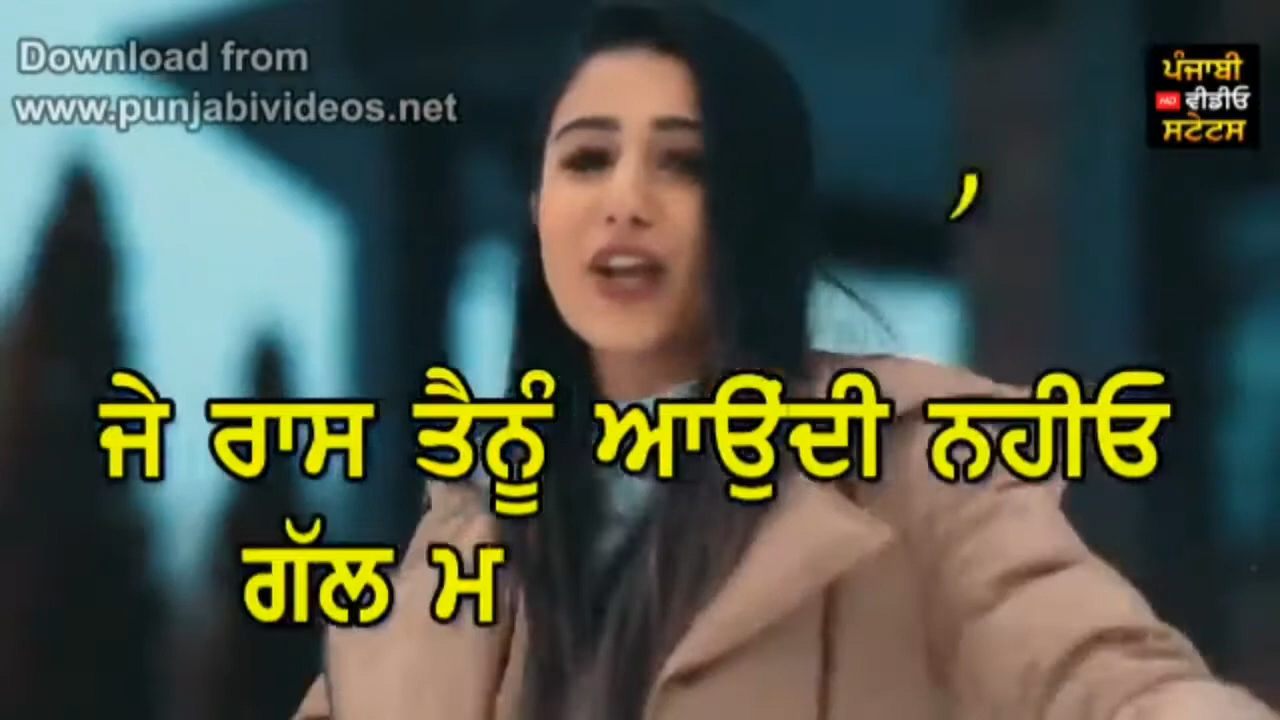 Download from
www.punjabivideos.net
ਪੰਜਾਬੀ
HD ਵੀਡੀਓ
ਸਟੇਟਸ
,
ਜੇ ਰਾਸ ਤੈਨੂੰ ਆਉਂਦੀ ਨਹੀਓ
ਗੱਲ ਮ